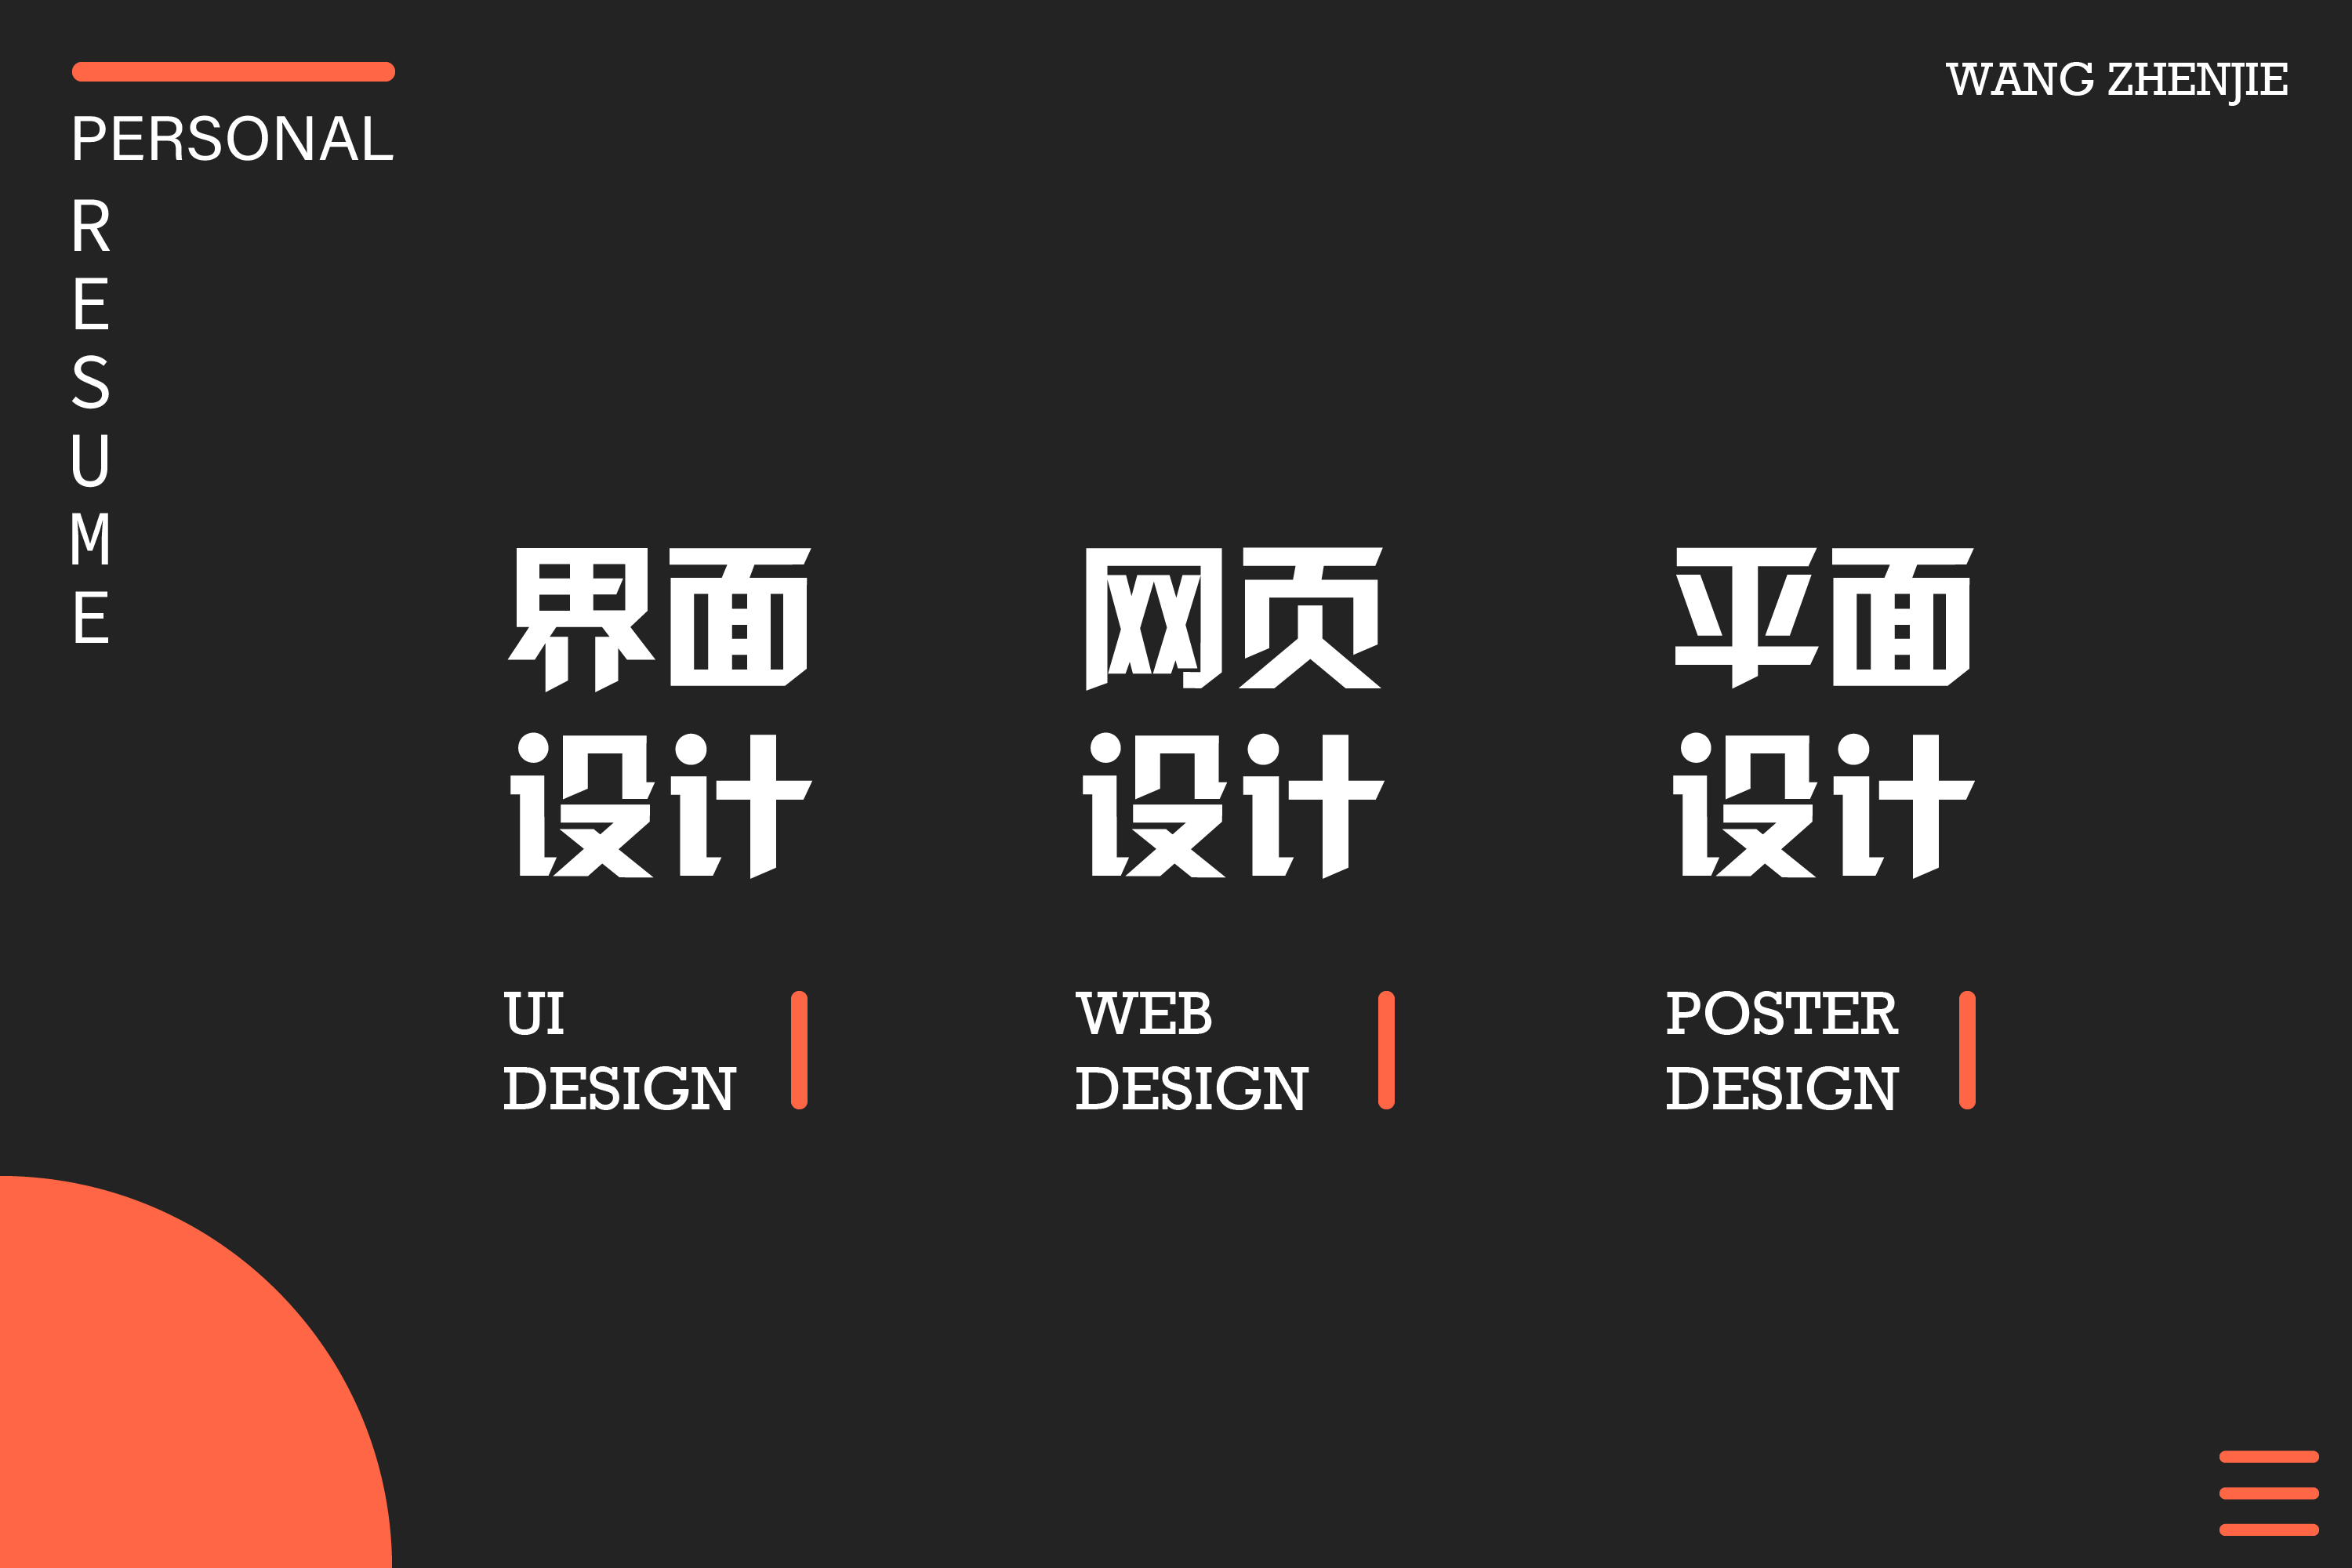 PERSONAL
RESUME
WANG ZHENJIE
界面
设计
UI
DESIGN
网页
设计
WEB
DESIGN
平面
设计
POSTER
DESIGN